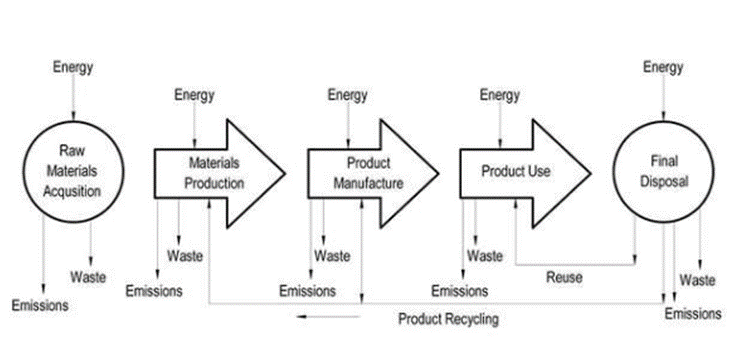 Energy
Energy
Energy
Energy
Energy
Raw
Materials
Acqusition
Materials
Production
Product
Manufacture
Product Use
Final
Disposal
Waste
Emissions
Waste
Emissions
Waste
Emissions
Waste
Emissions
Reuse
Waste
Emissions
Product Recycling